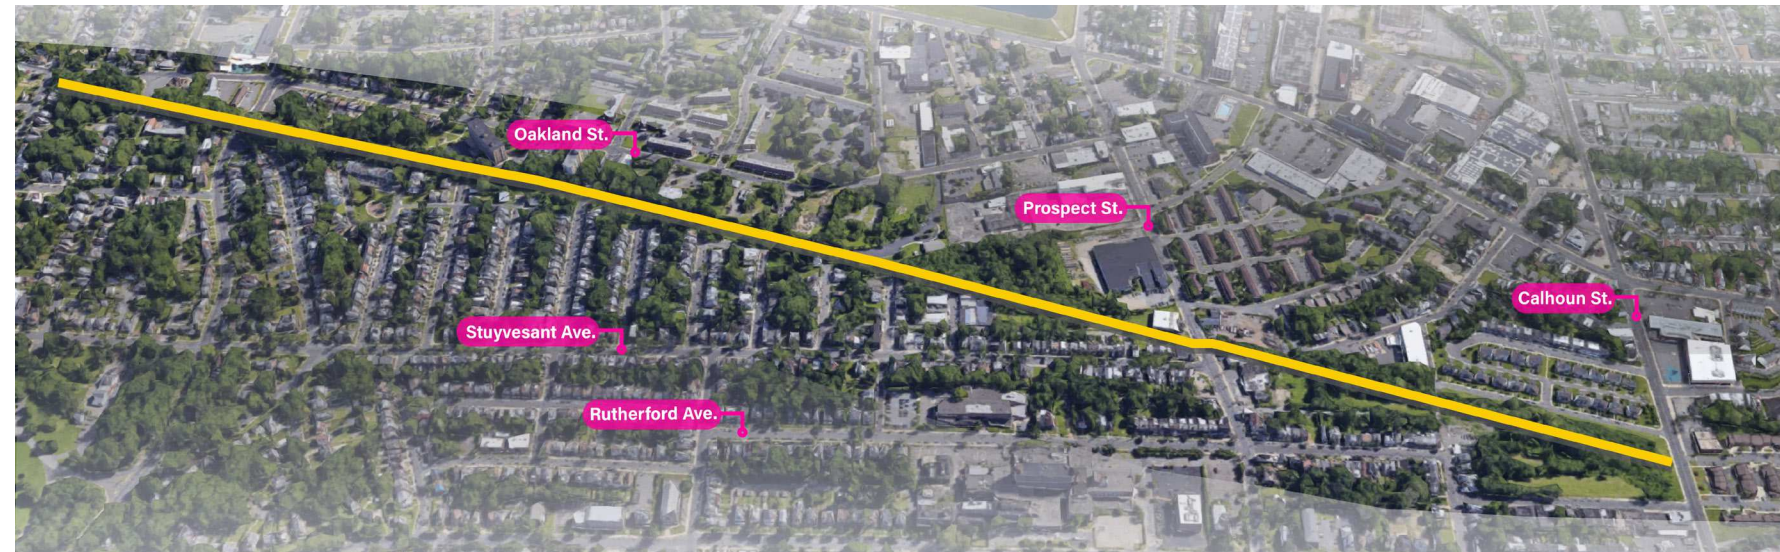 Oakland St.
Prospect St.
Calhoun St.
Stuyvesant Ave.
Rutherford Ave.